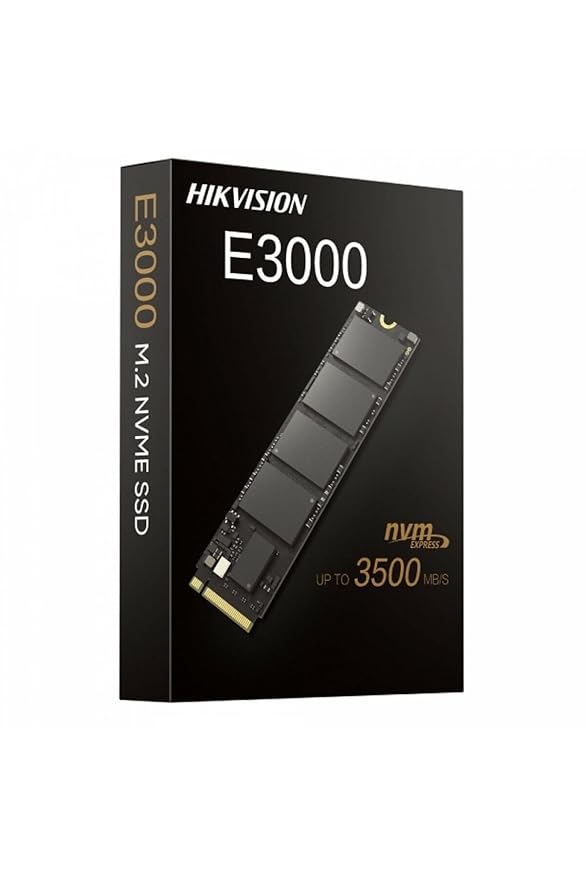 HIKVISION
E3000
nvm
EXPRESS
UP TO 3500 MB/S
E3000 M.2 NVME SSD